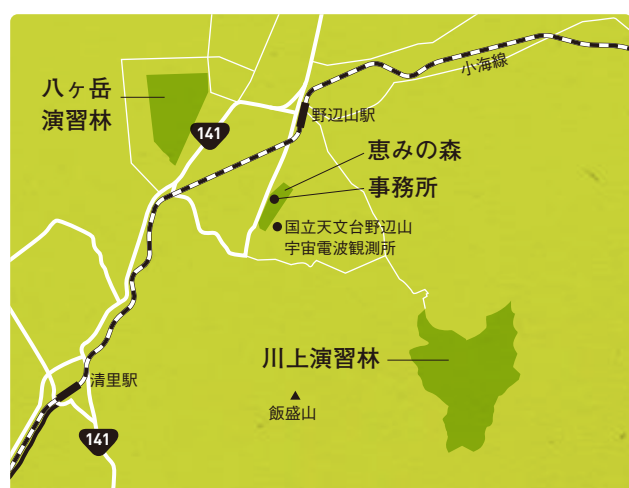 小海線
八ヶ岳
演習林
141
野辺山駅
恵みの森
事務所
国立天文台野辺山
宇宙電波観測所
川上演習林
清里駅
飯盛山
141